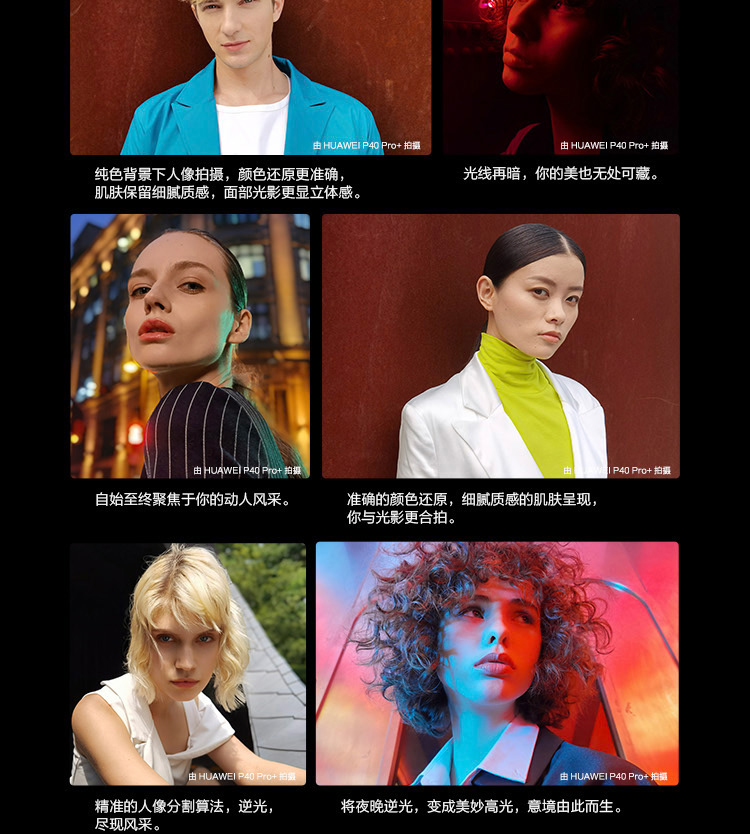 由 HUAWEI P40 Pro+ 拍摄
由 HUAWEI P40 Pro+ 拍摄
纯色背景下人像拍摄，颜色还原更准确，
肌肤保留细腻质感，面部光影更显立体感。
光线再暗，你的美也无处可藏。
由 HUAWEI P40 Pro+ 拍摄
由 HUAWEI P40 Pro+ 拍摄
自始至终聚焦于你的动人风采。
准确的颜色还原，细腻质感的肌肤呈现，
你与光影更合拍。
由 HUAWEI P40 Pro+ 拍摄
由 HUAWEI P40 Pro+ 拍摄
精准的人像分割算法，逆光，
尽现风采。
将夜晚逆光，变成美妙高光，意境由此而生。